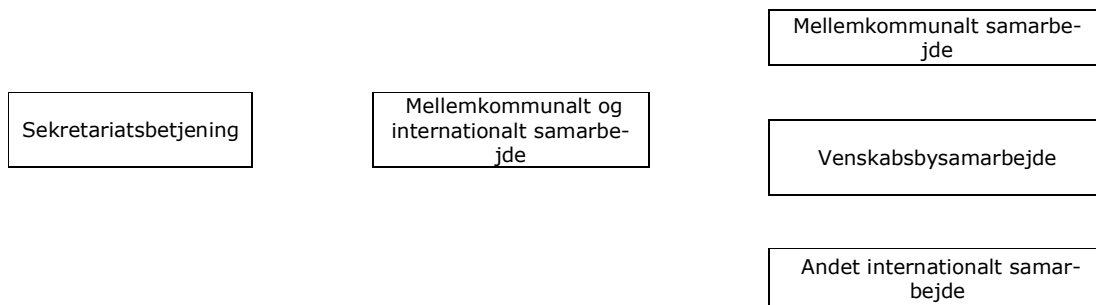 Sekretariatsbetjening
Mellemkommunalt og
internationalt samarbe-
jde
Mellemkommunalt samarbe-
jde
Venskabsbysamarbejde
Andet internationalt samar-
bejde